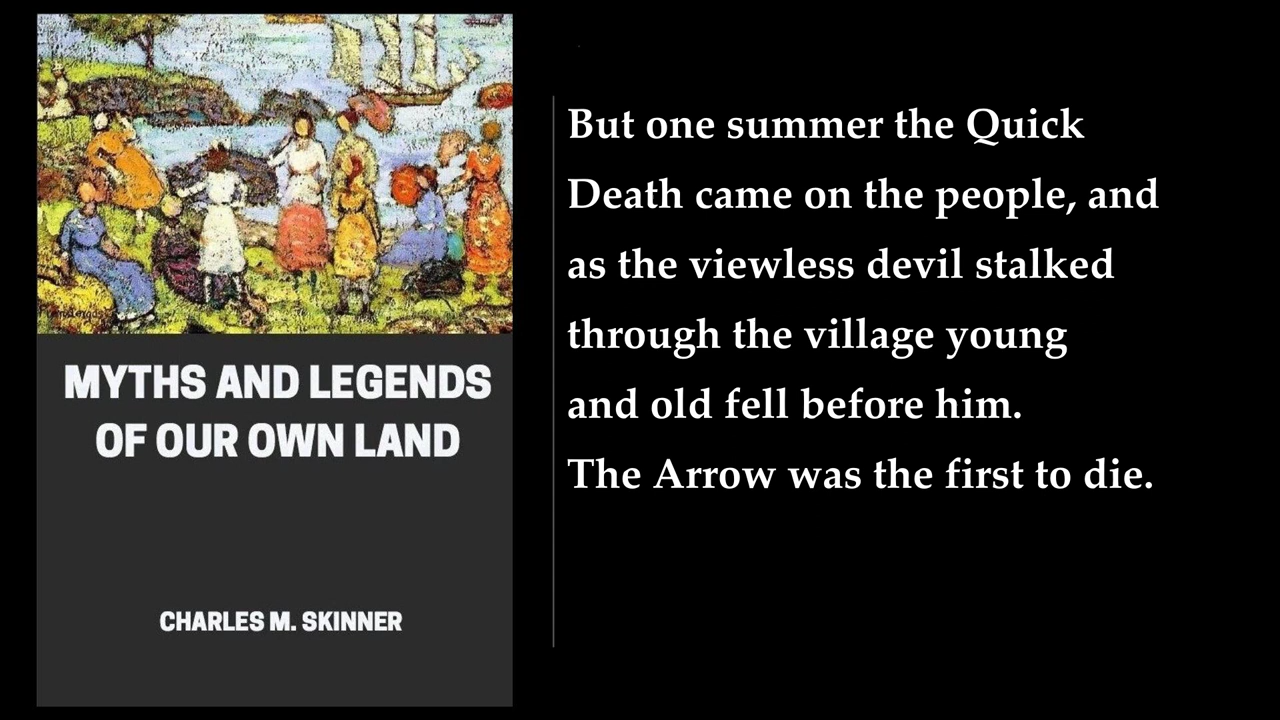 MYTHS AND LEGENDS
OF OUR OWN LAND
CHARLES M. SKINNER
But one summer the Quick
Death came on the people, and
as the viewless devil stalked
through the village young
and old fell before him.
The Arrow was the first to die.